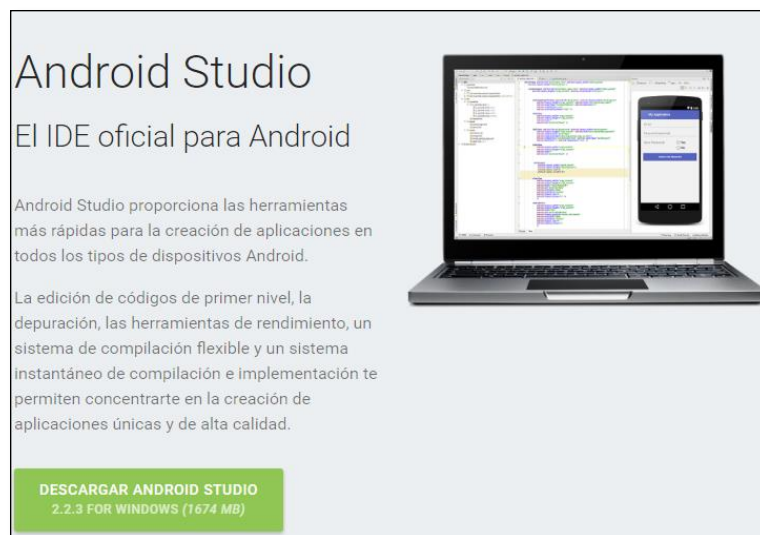 Android Studio
El IDE oficial para Android
Android Studio proporciona las herramientas
más rápidas para la creación de aplicaciones en
todos los tipos de dispositivos Android.
La edición de códigos de primer nivel, la
depuración, las herramientas de rendimiento, un
sistema de compilación flexible y un sistema
instantáneo de compilación e implementación te
permiten concentrarte en la creación de
aplicaciones únicas y de alta calidad.
DESCARGAR ANDROID STUDIO
2.2.3 FOR WINDOWS (1674 MB)